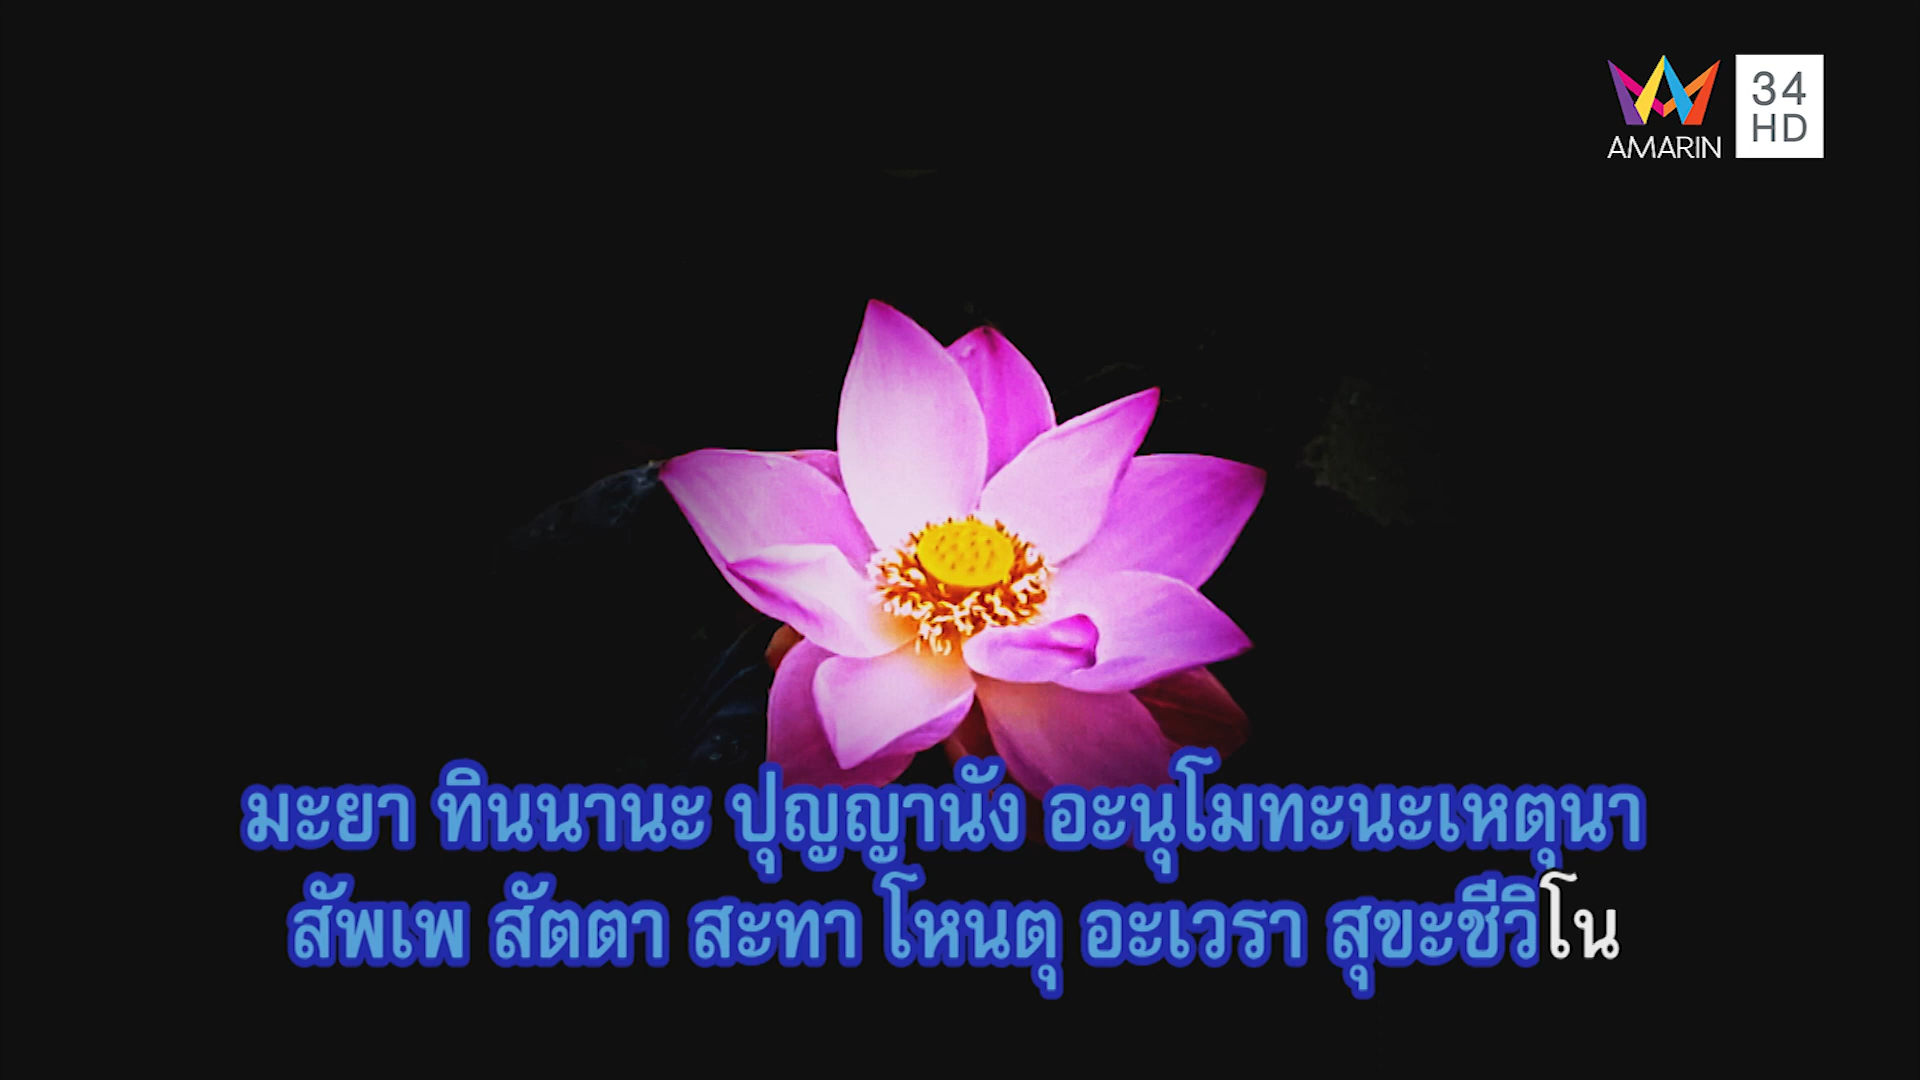 AMARIN
34
HD
มะยา ทินนานะ ปุญญานัง อะนุโมทะนะเหตุนา
สัพเพ สัตตา สะทา โหนตุ อะเวรา สุขะชีวิโน